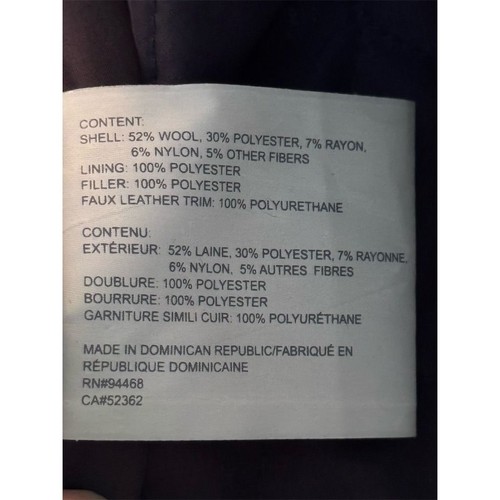 CONTENT:
SHELL: 52% WOOL, 30% POLYESTER, 7% RAYON,
6% NYLON, 5% OTHER FIBERS
LINING: 100% POLYESTER
FILLER: 100% POLYESTER
FAUX LEATHER TRIM: 100% POLYURETHANE
CONTENU:
EXTÉRIEUR: 52% LAINE, 30% POLYESTER, 7% RAYONNE,
6% NYLON, 5% AUTRES FIBRES
DOUBLURE: 100% POLYESTER
BOURRURE: 100% POLYESTER
GARNITURE SIMILI CUIR: 100% POLYURÉTHANE
MADE IN DOMINICAN REPUBLIC/FABRIQUÉ EN
RÉPUBLIQUE DOMINICAINE
RN#94468
CA#52362